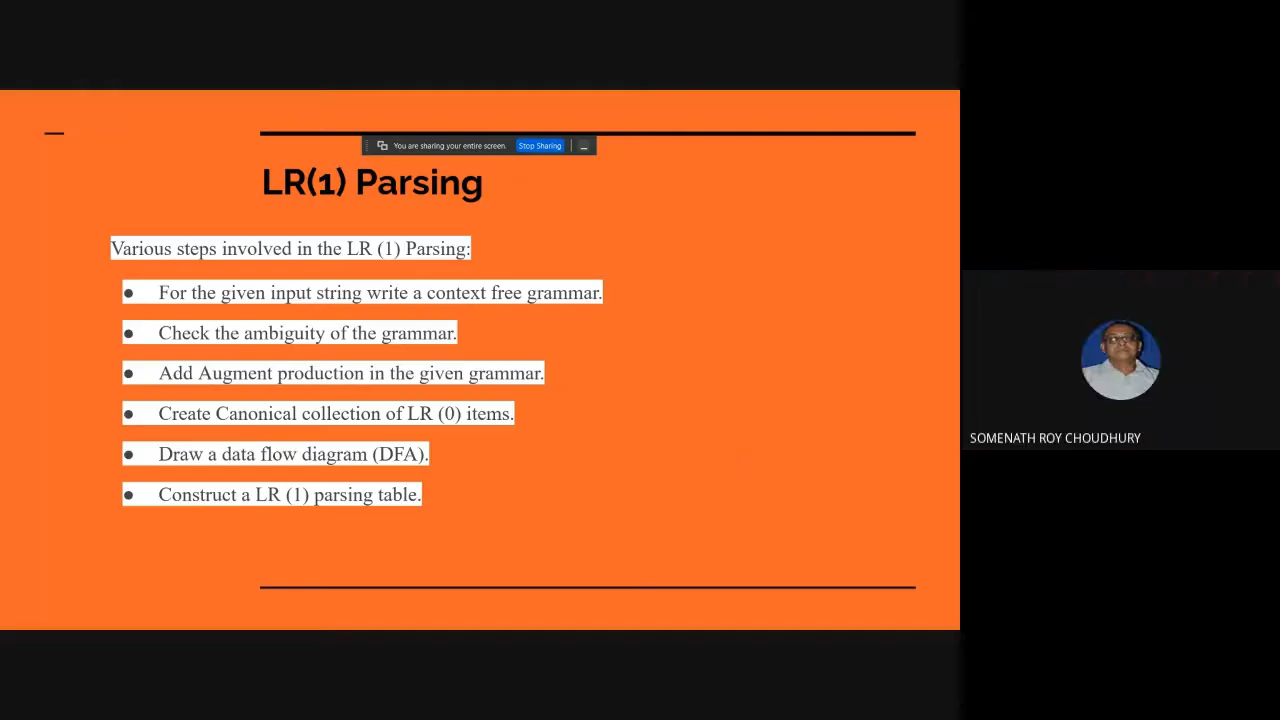 You are sharing your entire screen. Stop Sharing
LR(1) Parsing
Various steps involved in the LR (1) Parsing:
● For the given input string write a context free grammar.
● Check the ambiguity of the grammar.
● Add Augment production in the given grammar.
● Create Canonical collection of LR (0) items.
● Draw a data flow diagram (DFA).
● Construct a LR (1) parsing table.
SOMENATH ROY CHOUDHURY